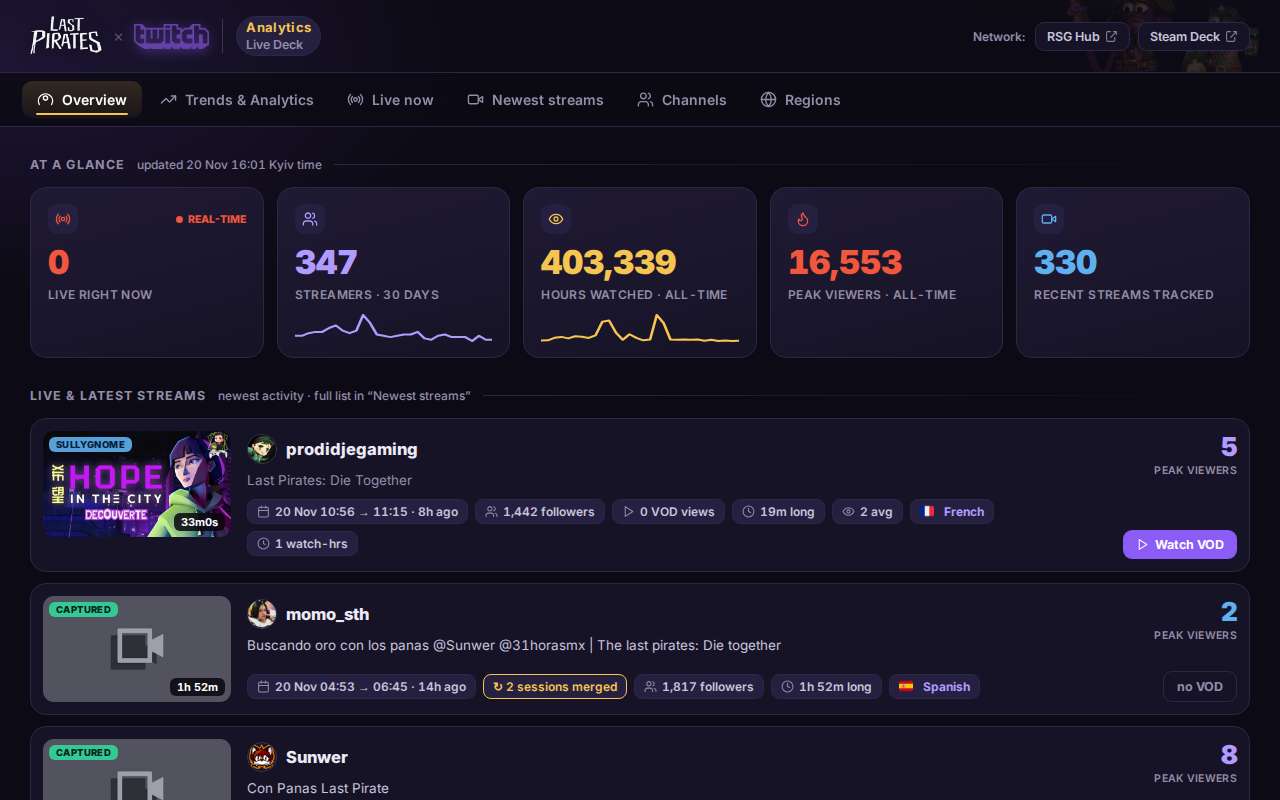 LAST PIRATES × twitch
Analytics
Live Deck
Network: RSG Hub Steam Deck
Overview Trends & Analytics Live now Newest streams Channels Regions
AT A GLANCE updated 20 Nov 16:01 Kyiv time
REAL-TIME
0 347 403,339 16,553 330
LIVE RIGHT NOW STREAMERS · 30 DAYS HOURS WATCHED · ALL-TIME PEAK VIEWERS · ALL-TIME RECENT STREAMS TRACKED
LIVE & LATEST STREAMS newest activity · full list in “Newest streams”
SULLYGNOME
希望 HOPE
IN THE CITY
DECOUVERTE
33m0s
prodidjegaming
Last Pirates: Die Together
20 Nov 10:56 → 11:15 · 8h ago 1,442 followers 0 VOD views 19m long 2 avg French
1 watch-hrs
5
PEAK VIEWERS
Watch VOD
CAPTURED
1h 52m
momo_sth
Buscando oro con los panas @Sunwer @31horasmx | The last pirates: Die together
20 Nov 04:53 → 06:45 · 14h ago ↻ 2 sessions merged 1,817 followers 1h 52m long Spanish
2
PEAK VIEWERS
no VOD
CAPTURED
Sunwer
Con Panas Last Pirate
8
PEAK VIEWERS